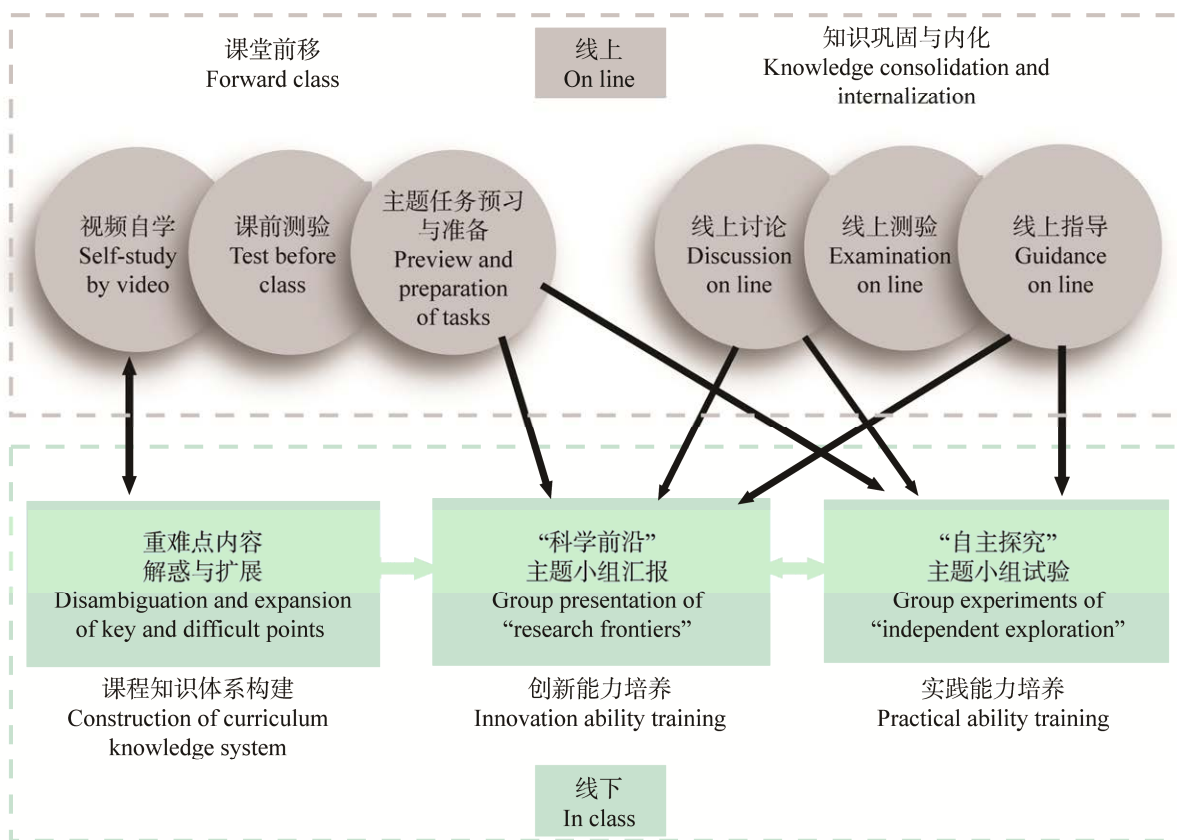 课堂前移
Forward class
线上
On line
知识巩固与内化
Knowledge consolidation and
internalization
视频自学
Self-study
by video
课前测验
Test before
class
主题任务预习
与准备
Preview and
preparation
of tasks
线上讨论
Discussion
on line
线上测验
Examination
on line
线上指导
Guidance
on line
重难点内容
解惑与扩展
Disambiguation and expansion
of key and difficult points
“科学前沿”
主题小组汇报
Group presentation of
“research frontiers”
“自主探究”
主题小组试验
Group experiments of
“independent exploration”
课程知识体系构建
Construction of curriculum
knowledge system
创新能力培养
Innovation ability training
实践能力培养
Practical ability training
线下
In class